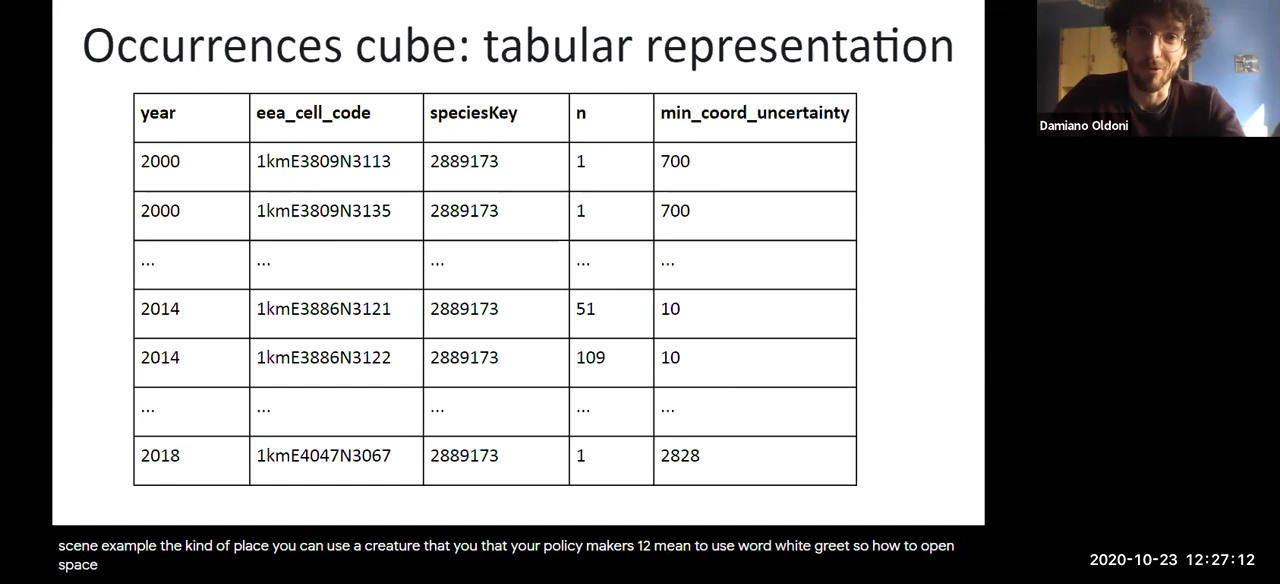 Occurrences cube: tabular representation
year eea_cell_code speciesKey n min_coord_uncertainty
2000 1kmE3809N3113 2889173 1 700
2000 1kmE3809N3135 2889173 1 700
... ... ... ... ...
2014 1kmE3886N3121 2889173 51 10
2014 1kmE3886N3122 2889173 109 10
... ... ... ... ...
2018 1kmE4047N3067 2889173 1 2828
Damiano Oldoni
scene example the kind of place you can use a creature that you that your policy makers 12 mean to use word white greet so how to open
space
2020-10-23 12:27:12